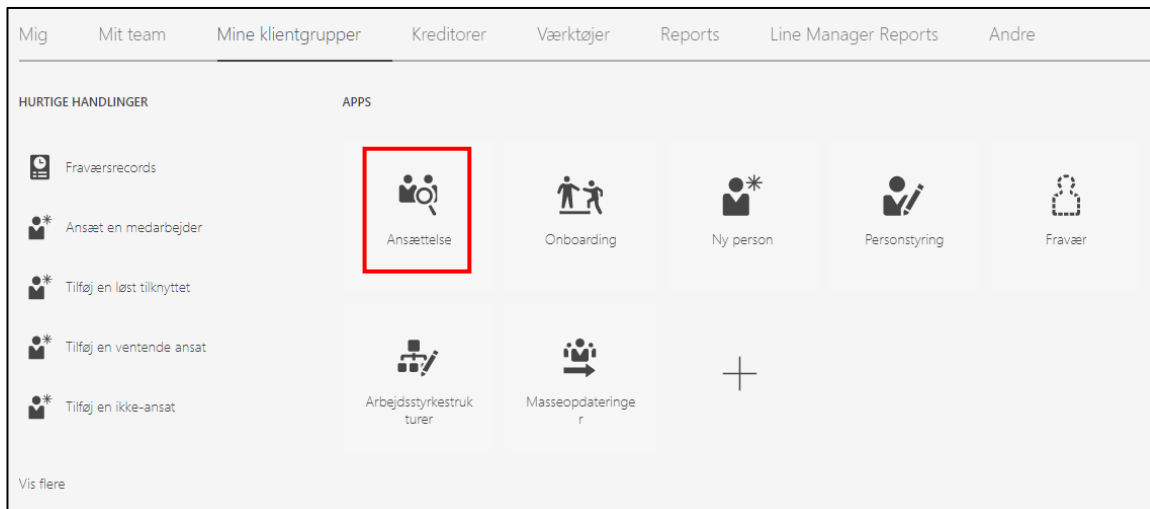 Mig Mit team Mine klientgrupper Kreditorer Værktøjer Reports Line Manager Reports Andre
HURTIGE HANDLINGER
Fraværsrecords
Ansæt en medarbejder
Tilføj en løst tilknyttet
Tilføj en ventende ansat
Tilføj en ikke-ansat
Vis flere
APPS
Ansættelse
Onboarding
Ny person
Personstyring
Fravær
Arbejdsstyrkestruk
turer
Masseopdateringe
r